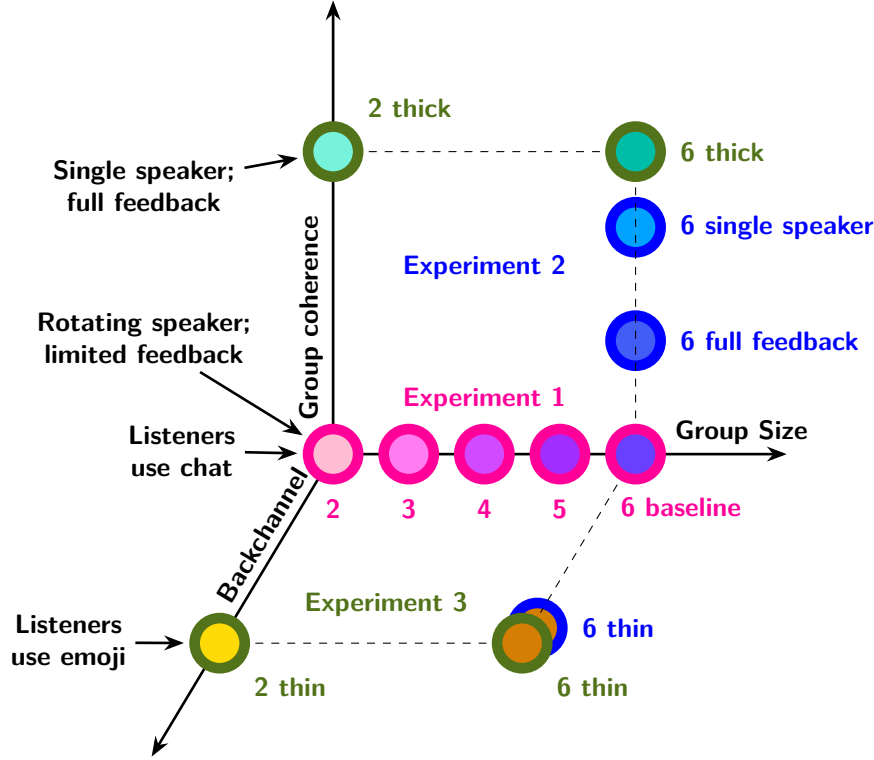 2 thick
6 thick
Single speaker;
full feedback
6 single speaker
Experiment 2
Group coherence
Rotating speaker;
limited feedback
6 full feedback
Experiment 1
Group Size
Listeners
use chat
2
3
4
5
6 baseline
Backchannel
Experiment 3
Listeners
use emoji
6 thin
2 thin
6 thin